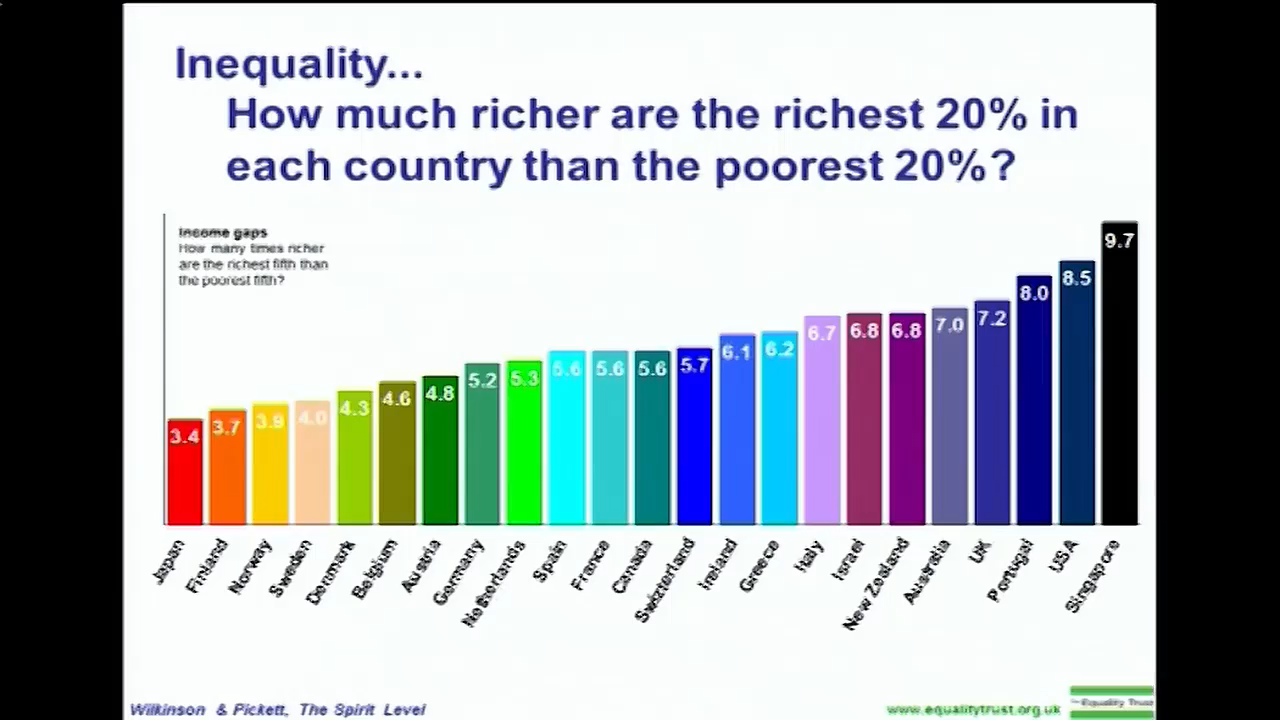 Inequality...
How much richer are the richest 20% in
each country than the poorest 20%?
Income gaps
How many times richer
are the richest fifth than
the poorest fifth?
3.4
3.7
3.9
4.0
4.3
4.6
4.8
5.2
5.3
5.6
5.6
5.6
5.7
6.1
6.2
6.7
6.8
6.8
7.0
7.2
8.0
8.5
9.7
Japan
Finland
Norway
Sweden
Denmark
Belgium
Austria
Germany
Netherlands
Spain
France
Canada
Switzerland
Ireland
Greece
Italy
Israel
New Zealand
Australia
UK
Portugal
USA
Singapore
Wilkinson & Pickett, The Spirit Level
www.equalitytrust.org.uk
The Equality Trust